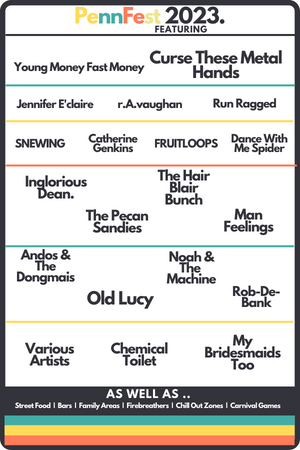 PennFest 2023.
FEATURING
Young Money Fast Money
Curse These Metal
Hands
Jennifer E'claire
r.A.vaughan
Run Ragged
SNEWING
Catherine
Genkins
FRUITLOOPS
Dance With
Me Spider
Inglorious
Dean.
The Hair
Blair
Bunch
The Pecan
Sandies
Man
Feelings
Andos &
The
Dongmais
Noah &
The
Machine
Old Lucy
Rob-De-
Bank
Various
Artists
Chemical
Toilet
My
Bridesmaids
Too
AS WELL AS ..
Street Food | Bars | Family Areas | Firebreathers | Chill Out Zones | Carnival Games